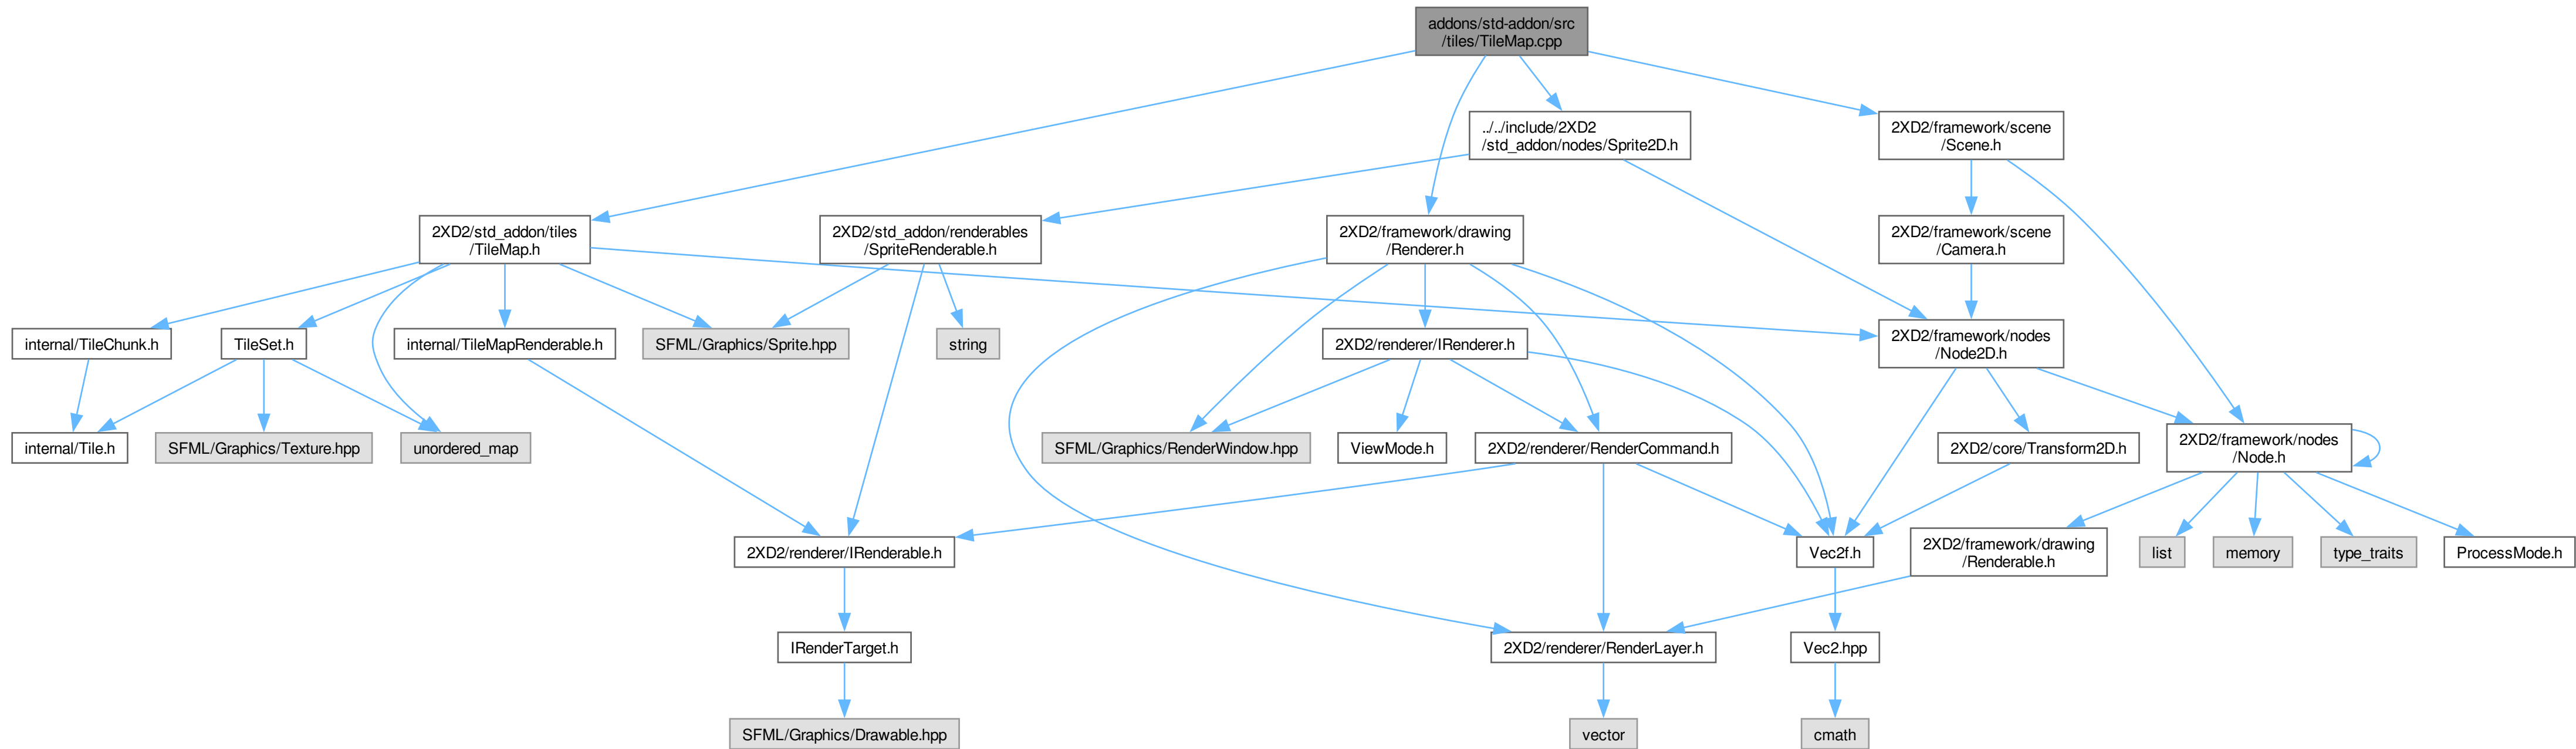 addons/std-addon/src
/tiles/TileMap.cpp
../../include/2XD2
/std_addon/nodes/Sprite2D.h
2XD2/framework/scene
/Scene.h
2XD2/std_addon/tiles
/TileMap.h
2XD2/std_addon/renderables
/SpriteRenderable.h
2XD2/framework/drawing
/Renderer.h
2XD2/framework/scene
/Camera.h
internal/TileChunk.h
TileSet.h
internal/TileMapRenderable.h
SFML/Graphics/Sprite.hpp
string
2XD2/renderer/IRenderer.h
2XD2/framework/nodes
/Node2D.h
internal/Tile.h
SFML/Graphics/Texture.hpp
unordered_map
SFML/Graphics/RenderWindow.hpp
ViewMode.h
2XD2/renderer/RenderCommand.h
2XD2/core/Transform2D.h
2XD2/framework/nodes
/Node.h
2XD2/renderer/IRenderable.h
Vec2f.h
2XD2/framework/drawing
/Renderable.h
list
memory
type_traits
ProcessMode.h
IRenderTarget.h
2XD2/renderer/RenderLayer.h
Vec2.hpp
SFML/Graphics/Drawable.hpp
vector
cmath